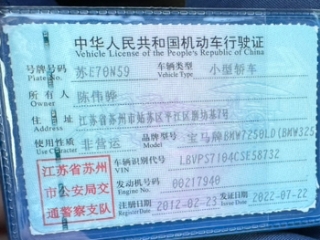 中华人民共和国机动车行驶证
Vehicle License of the People's Republic of China
号牌号码 苏E70N59 车辆类型 小型轿车
Plate No. Vehicle Type
所有人 陈伟婷
Owner
住址 江苏省苏州市姑苏区平江区
Address
使用性质 非营运 品牌型号 宝马牌BMW7250LD(BMW325
Use Character Model
车辆识别代号 LBVPS7104CSE58732
VIN
发动机号码 00217940
Engine No.
注册日期 2012-02-23 发证日期 2022-07-22
Register Date Issue Date
江苏省苏州
市公安局交
通警察支队